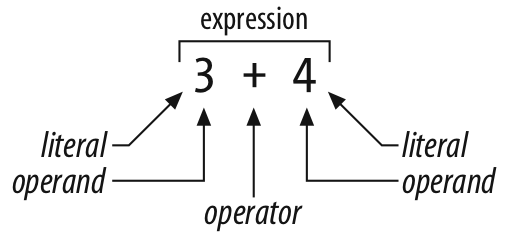 expression
3 + 4
literal literal
operand operand
operator